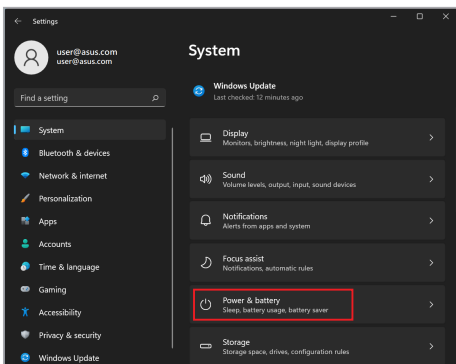 Settings
user@asus.com
user@asus.com
Find a setting
System
Bluetooth & devices
Network & internet
Personalization
Apps
Accounts
Time & language
Gaming
Accessibility
Privacy & security
Windows Update
System
Windows Update
Last checked: 12 minutes ago
Display
Monitors, brightness, night light, display profile
Sound
Volume levels, output, input, sound devices
Notifications
Alerts from apps and system
Focus assist
Notifications, automatic rules
Power & battery
Sleep, battery usage, battery saver
Storage
Storage space, drives, configuration rules